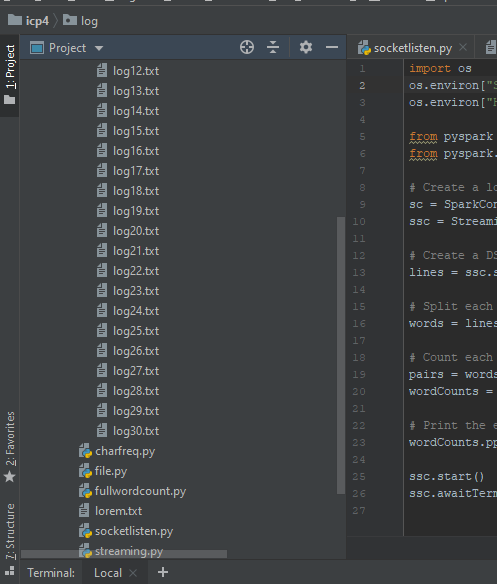 icp4 log
1: Project
Project
socketlisten.py
log12.txt
log13.txt
log14.txt
log15.txt
log16.txt
log17.txt
log18.txt
log19.txt
log20.txt
log21.txt
log22.txt
log23.txt
log24.txt
log25.txt
log26.txt
log27.txt
log28.txt
log29.txt
log30.txt
charfreq.py
file.py
fullwordcount.py
lorem.txt
socketlisten.py
streaming.py
1 import os
2 os.environ["S
3 os.environ["H
4
5 from pyspark
6 from pyspark.
7
8 # Create a lo
9 sc = SparkCon
10 ssc = Streami
11
12 # Create a DS
13 lines = ssc.s
14
15 # Split each
16 words = lines
17
18 # Count each
19 pairs = words
20 wordCounts =
21
22 # Print the e
23 wordCounts.pp
24
25 ssc.start()
26 ssc.awaitTerm
27
2: Favorites
7: Structure
Terminal: Local +